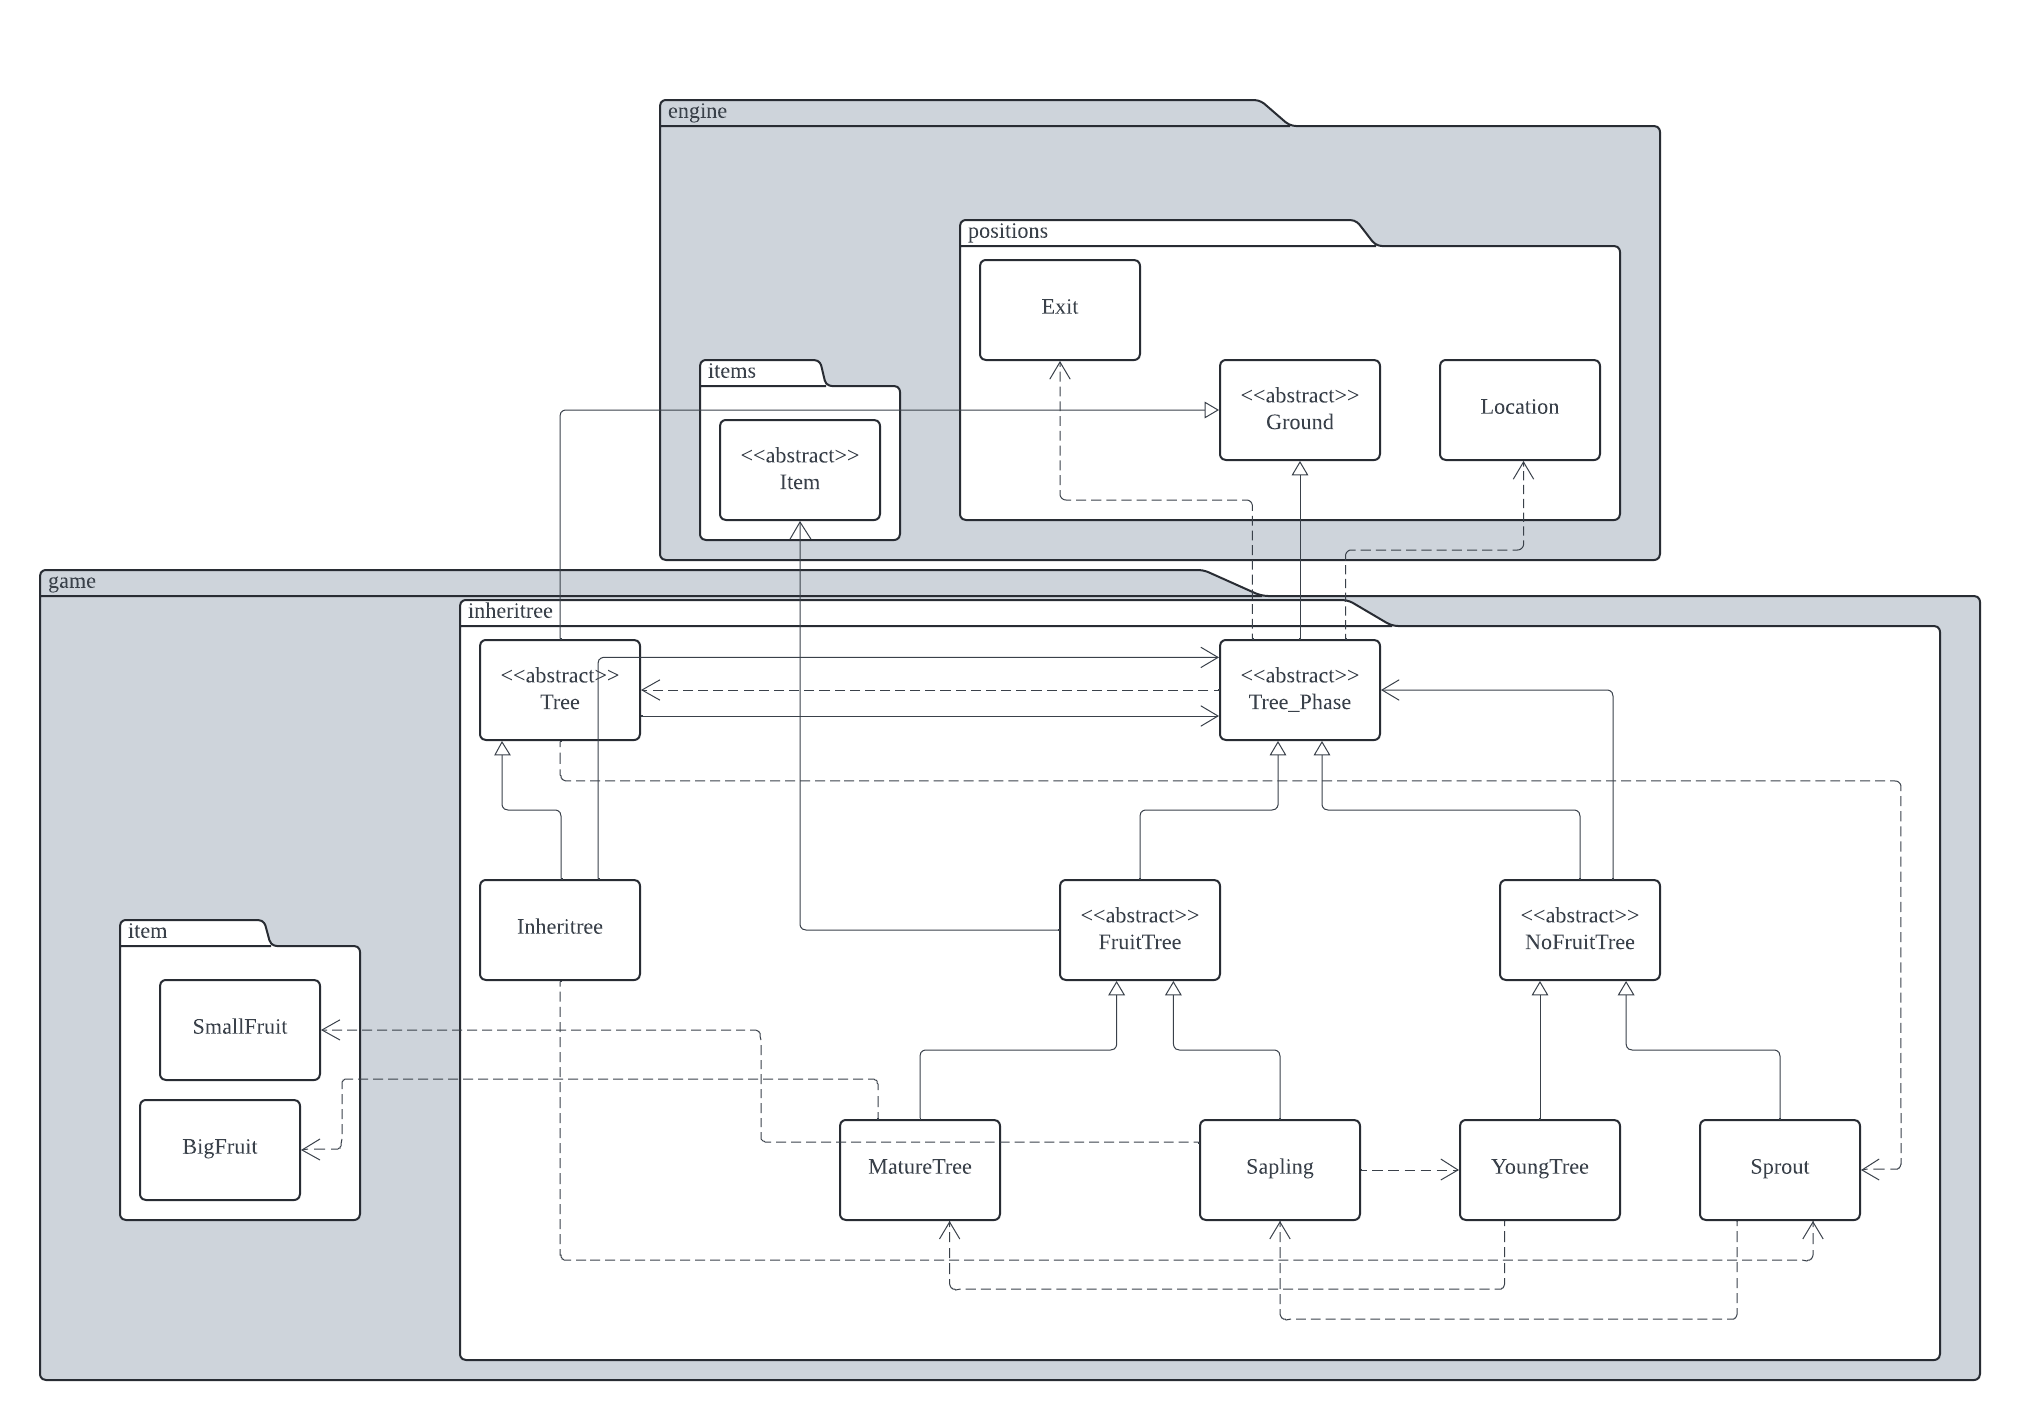 engine
positions
Exit
items
<<abstract>>
Ground
Location
<<abstract>>
Item
game
inheritree
<<abstract>>
Tree
<<abstract>>
Tree_Phase
Inheritree
<<abstract>>
FruitTree
<<abstract>>
NoFruitTree
item
SmallFruit
BigFruit
MatureTree
Sapling
YoungTree
Sprout